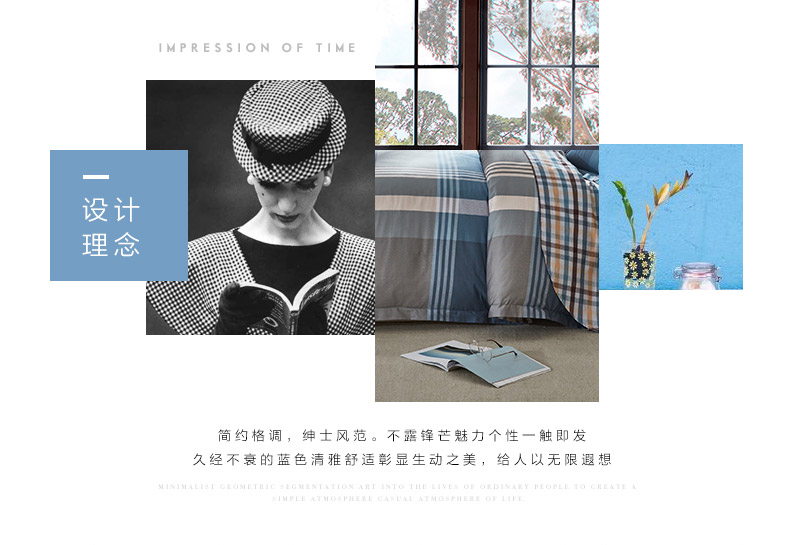 IMPRESSION OF TIME
设计
理念
简约格调，绅士风范。不露锋芒魅力个性一触即发
久经不衰的蓝色清雅舒适彰显生动之美，给人以无限遐想
MINIMALIST GEOMETRIC SEGMENTATION ART INTO THE LIVES OF ORDINARY PEOPLE TO CREATE A
SIMPLE ATMOSPHERE CASUAL ATMOSPHERE OF LIFE.